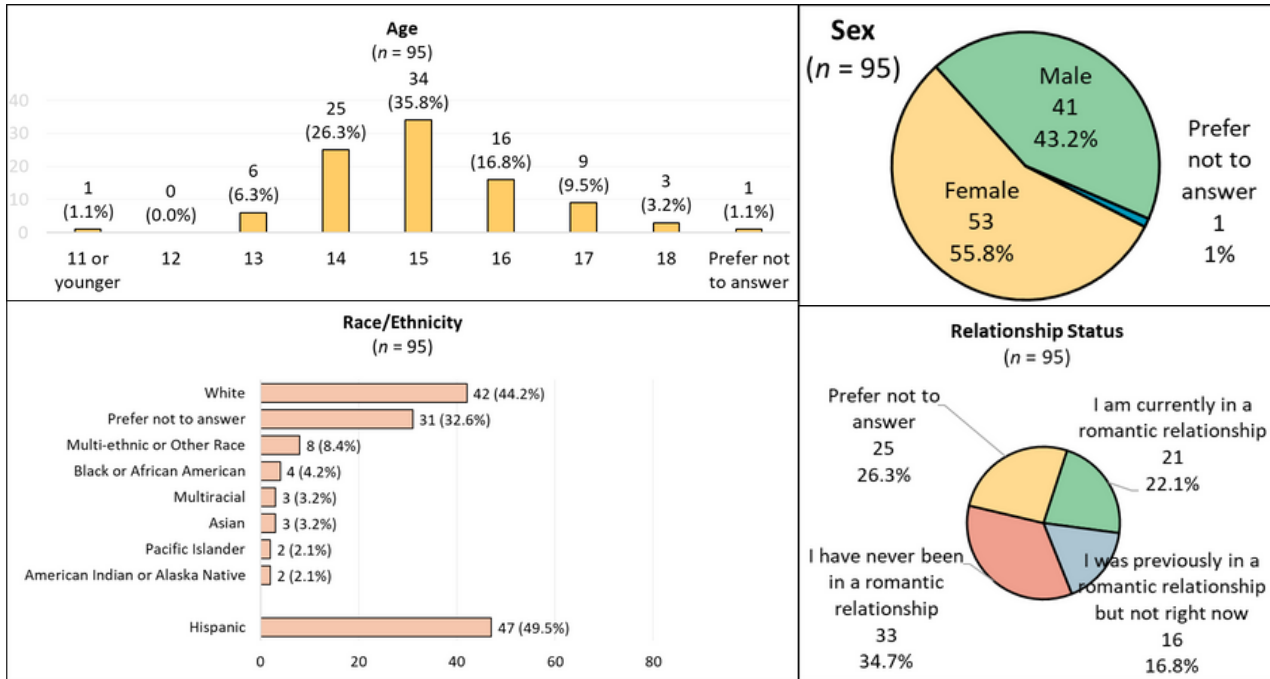 Age
(n = 95)
40
30
20
10
0
1
(1.1%)
0
(0.0%)
6
(6.3%)
25
(26.3%)
34
(35.8%)
16
(16.8%)
9
(9.5%)
3
(3.2%)
1
(1.1%)
11 or
younger
12
13
14
15
16
17
18
Prefer not
to answer
Sex
(n = 95)
Male
41
43.2%
Female
53
55.8%
Prefer
not to
answer
1
1%
Race/Ethnicity
(n = 95)
White 42 (44.2%)
Prefer not to answer 31 (32.6%)
Multi-ethnic or Other Race 8 (8.4%)
Black or African American 4 (4.2%)
Multiracial 3 (3.2%)
Asian 3 (3.2%)
Pacific Islander 2 (2.1%)
American Indian or Alaska Native 2 (2.1%)
Hispanic 47 (49.5%)
0 20 40 60 80
Relationship Status
(n = 95)
Prefer not to
answer
25
26.3%
I am currently in a
romantic relationship
21
22.1%
I have never been
in a romantic
relationship
33
34.7%
I was previously in a
romantic relationship
but not right now
16
16.8%